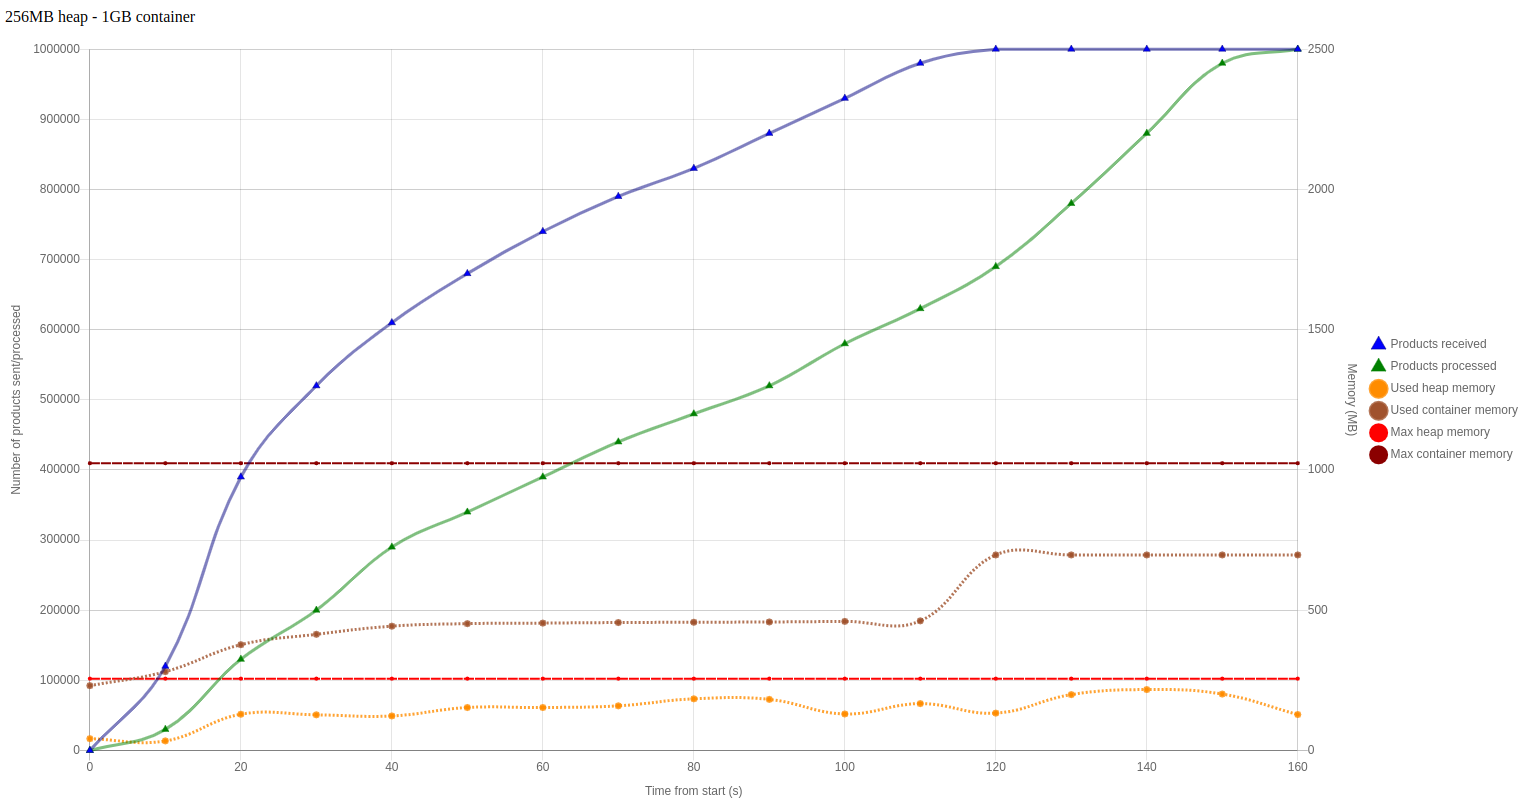 256MB heap - 1GB container
1000000
900000
800000
700000
600000
500000
400000
300000
200000
100000
0
Number of products sent/processed
0 20 40 60 80 100 120 140 160
Time from start (s)
2500
2000
1500
1000
500
0
Memory (MB)
Products received
Products processed
Used heap memory
Used container memory
Max heap memory
Max container memory